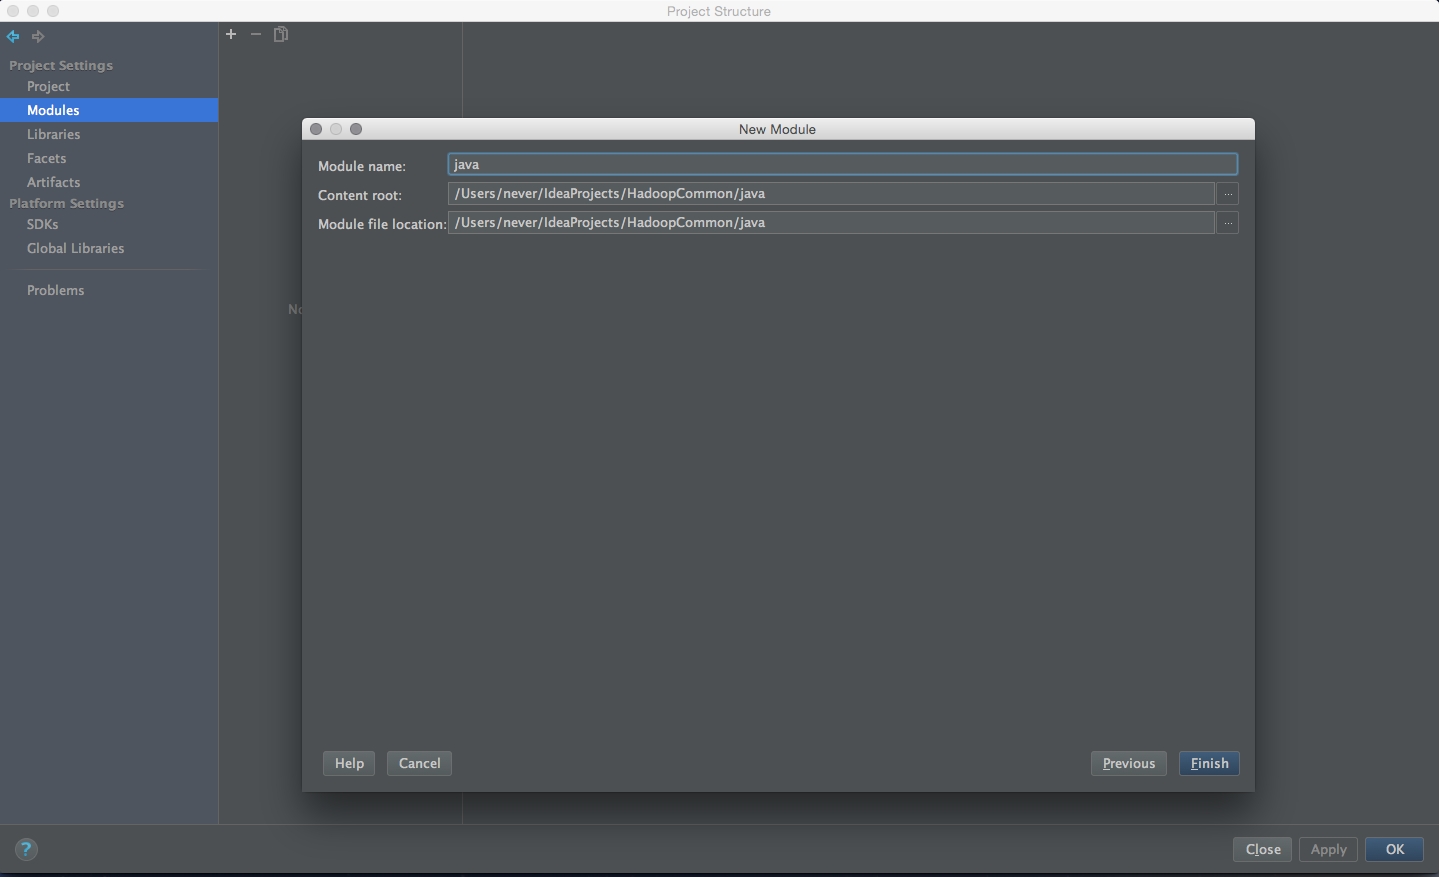 Project Structure
Project Settings
Project
Modules
Libraries
Facets
Artifacts
Platform Settings
SDKs
Global Libraries
Problems
New Module
Module name: java
Content root: /Users/never/IdeaProjects/HadoopCommon/java ...
Module file location: /Users/never/IdeaProjects/HadoopCommon/java ...
Help Cancel Previous Finish
? Close Apply OK